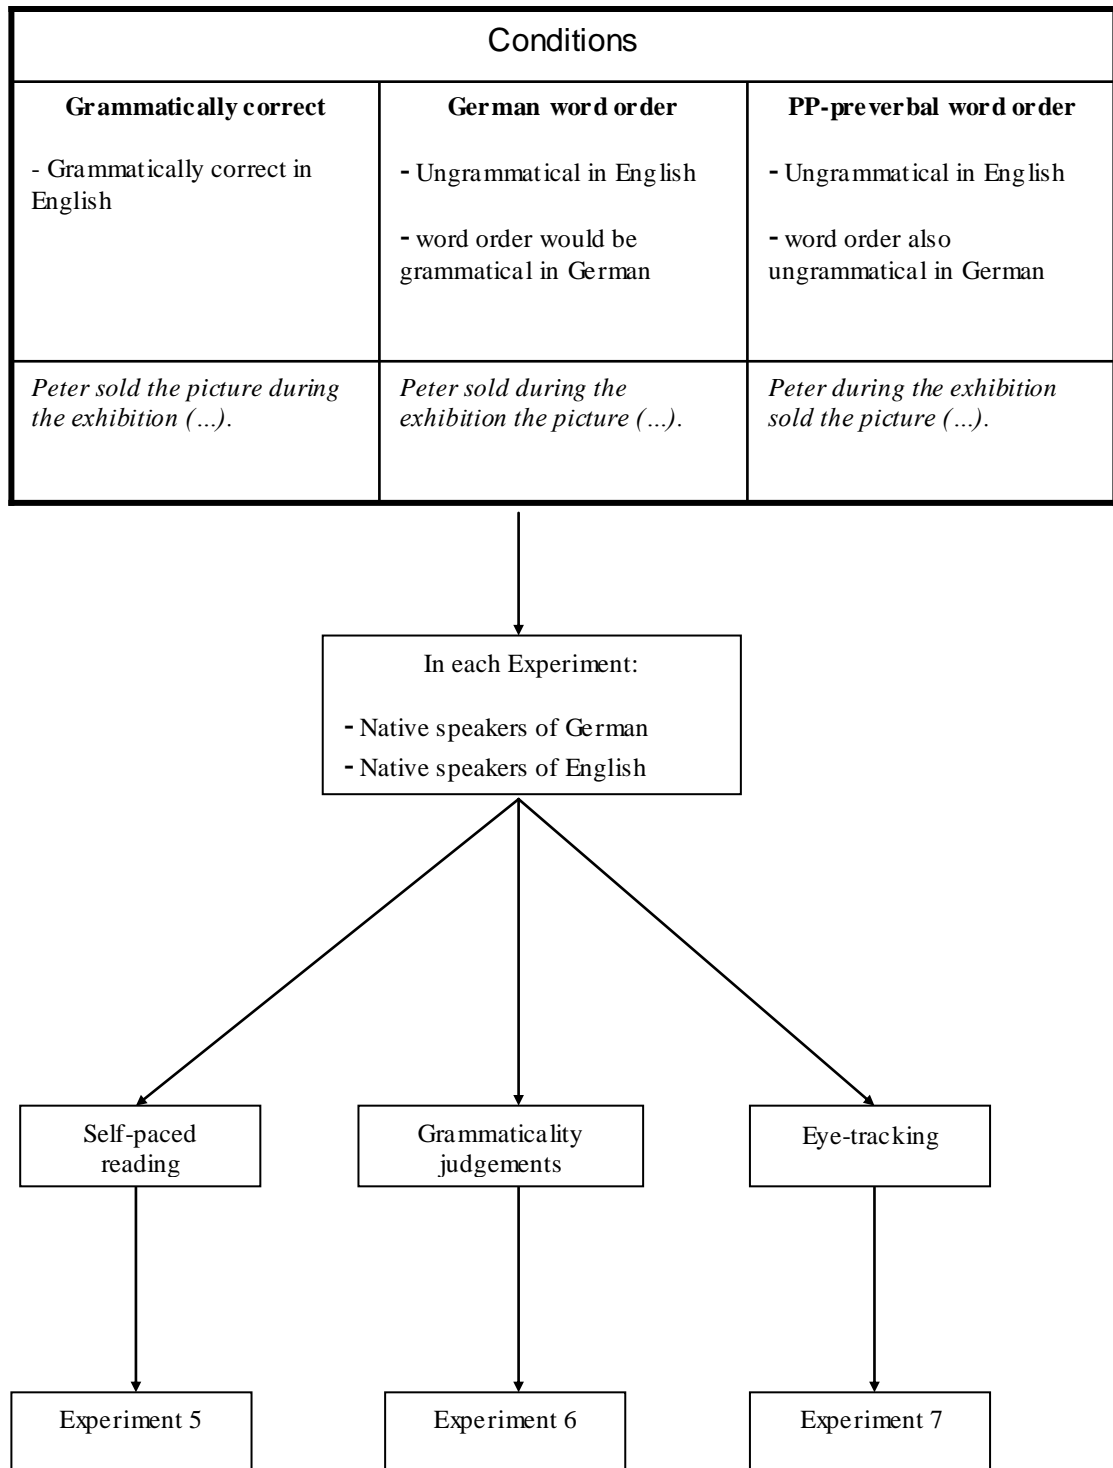 Conditions
Grammatically correct
- Grammatically correct in
English
German word order
- Ungrammatical in English
- word order would be
grammatical in German
PP-preverbal word order
- Ungrammatical in English
- word order also
ungrammatical in German
Peter sold the picture during
the exhibition (...).
Peter sold during the
exhibition the picture (...).
Peter during the exhibition
sold the picture (...).
In each Experiment:
- Native speakers of German
- Native speakers of English
Self-paced
reading
Grammaticality
judgements
Eye-tracking
Experiment 5
Experiment 6
Experiment 7